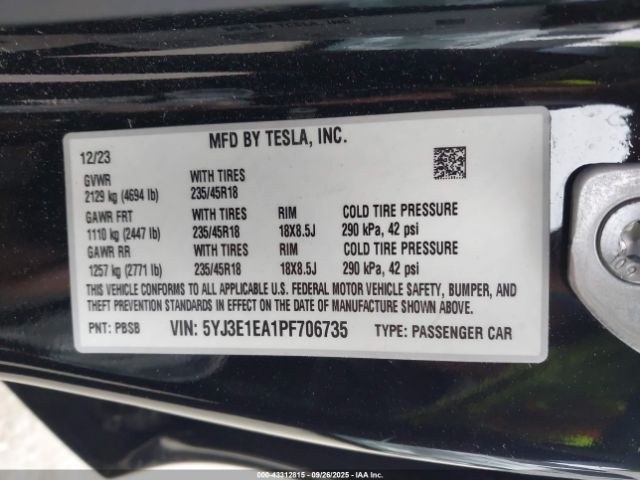 MFD BY TESLA, INC.
12/23
GVWR WITH TIRES
2129 kg (4694 lb) 235/45R18
GAWR FRT WITH TIRES RIM COLD TIRE PRESSURE
1110 kg (2447 lb) 235/45R18 18X8.5J 290 kPa, 42 psi
GAWR RR WITH TIRES RIM COLD TIRE PRESSURE
1257 kg (2771 lb) 235/45R18 18X8.5J 290 kPa, 42 psi
THIS VEHICLE CONFORMS TO ALL APPLICABLE U.S. FEDERAL MOTOR VEHICLE SAFETY, BUMPER, AND
THEFT PREVENTION STANDARDS IN EFFECT ON THE DATE OF MANUFACTURE SHOWN ABOVE.
PNT: PBSB VIN: 5YJ3E1EA1PF706735 TYPE: PASSENGER CAR
000-43312815 - 09/26/2025 - IAA Inc.